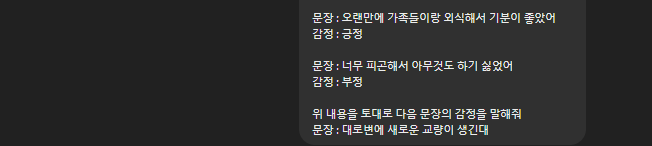 문장 : 오랜만에 가족들이랑 외식해서 기분이 좋았어
감정 : 긍정
문장 : 너무 피곤해서 아무것도 하기 싫었어
감정 : 부정
위 내용을 토대로 다음 문장의 감정을 말해줘
문장 : 대로변에 새로운 교량이 생긴대